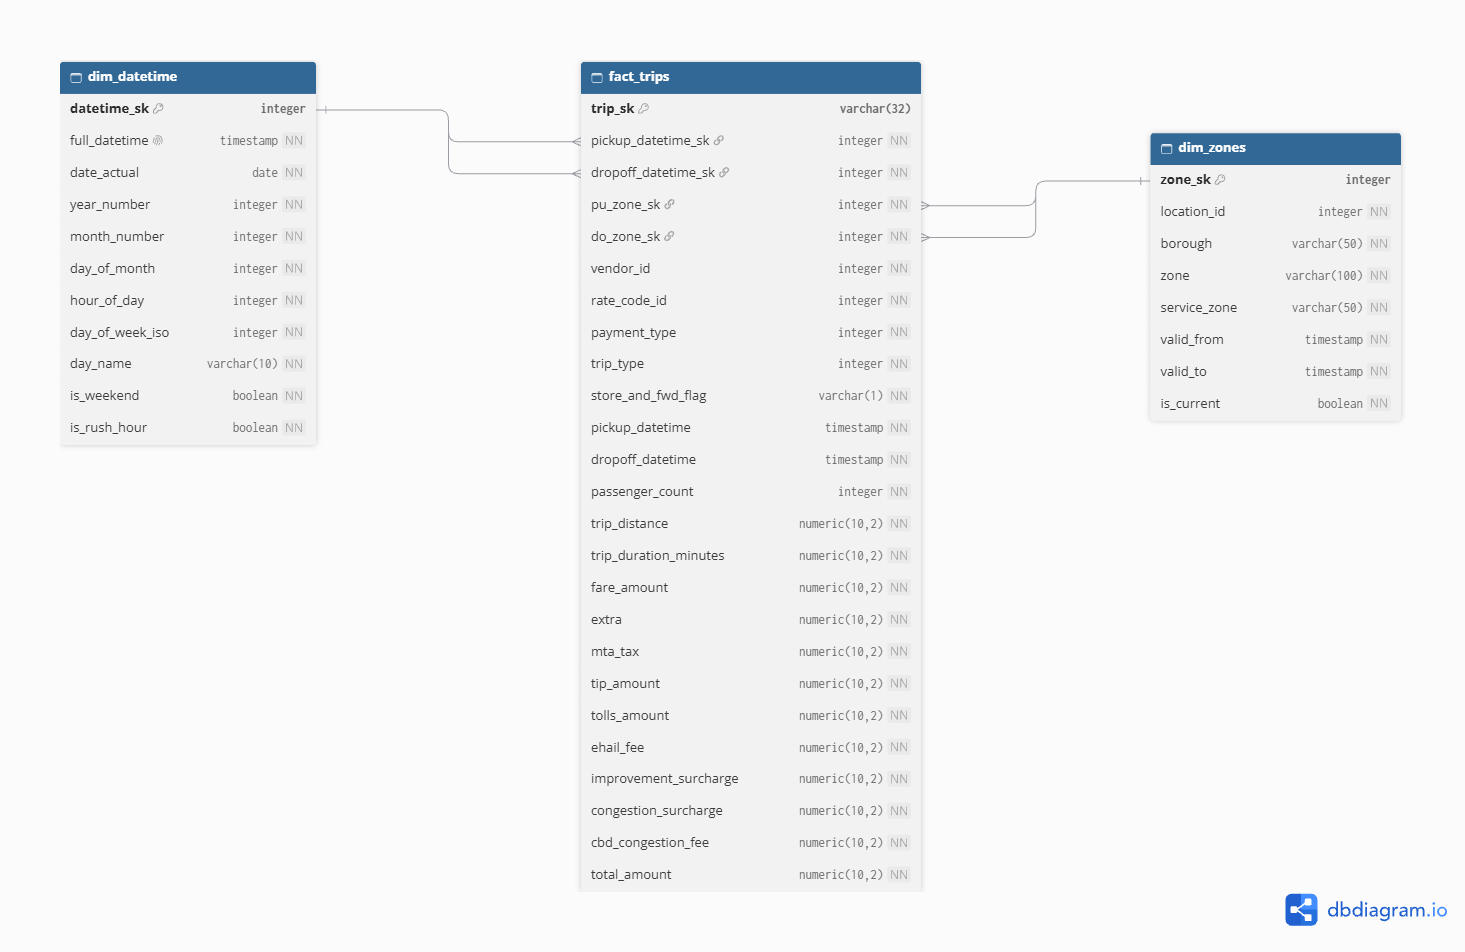 dim_datetime
datetime_sk integer
full_datetime timestamp NN
date_actual date NN
year_number integer NN
month_number integer NN
day_of_month integer NN
hour_of_day integer NN
day_of_week_iso integer NN
day_name varchar(10) NN
is_weekend boolean NN
is_rush_hour boolean NN
fact_trips
trip_sk varchar(32)
pickup_datetime_sk integer NN
dropoff_datetime_sk integer NN
pu_zone_sk integer NN
do_zone_sk integer NN
vendor_id integer NN
rate_code_id integer NN
payment_type integer NN
trip_type integer NN
store_and_fwd_flag varchar(1) NN
pickup_datetime timestamp NN
dropoff_datetime timestamp NN
passenger_count integer NN
trip_distance numeric(10,2) NN
trip_duration_minutes numeric(10,2) NN
fare_amount numeric(10,2) NN
extra numeric(10,2) NN
mta_tax numeric(10,2) NN
tip_amount numeric(10,2) NN
tolls_amount numeric(10,2) NN
ehail_fee numeric(10,2) NN
improvement_surcharge numeric(10,2) NN
congestion_surcharge numeric(10,2) NN
cbd_congestion_fee numeric(10,2) NN
total_amount numeric(10,2) NN
dim_zones
zone_sk integer
location_id integer NN
borough varchar(50) NN
zone varchar(100) NN
service_zone varchar(50) NN
valid_from timestamp NN
valid_to timestamp NN
is_current boolean NN
dbdiagram.io